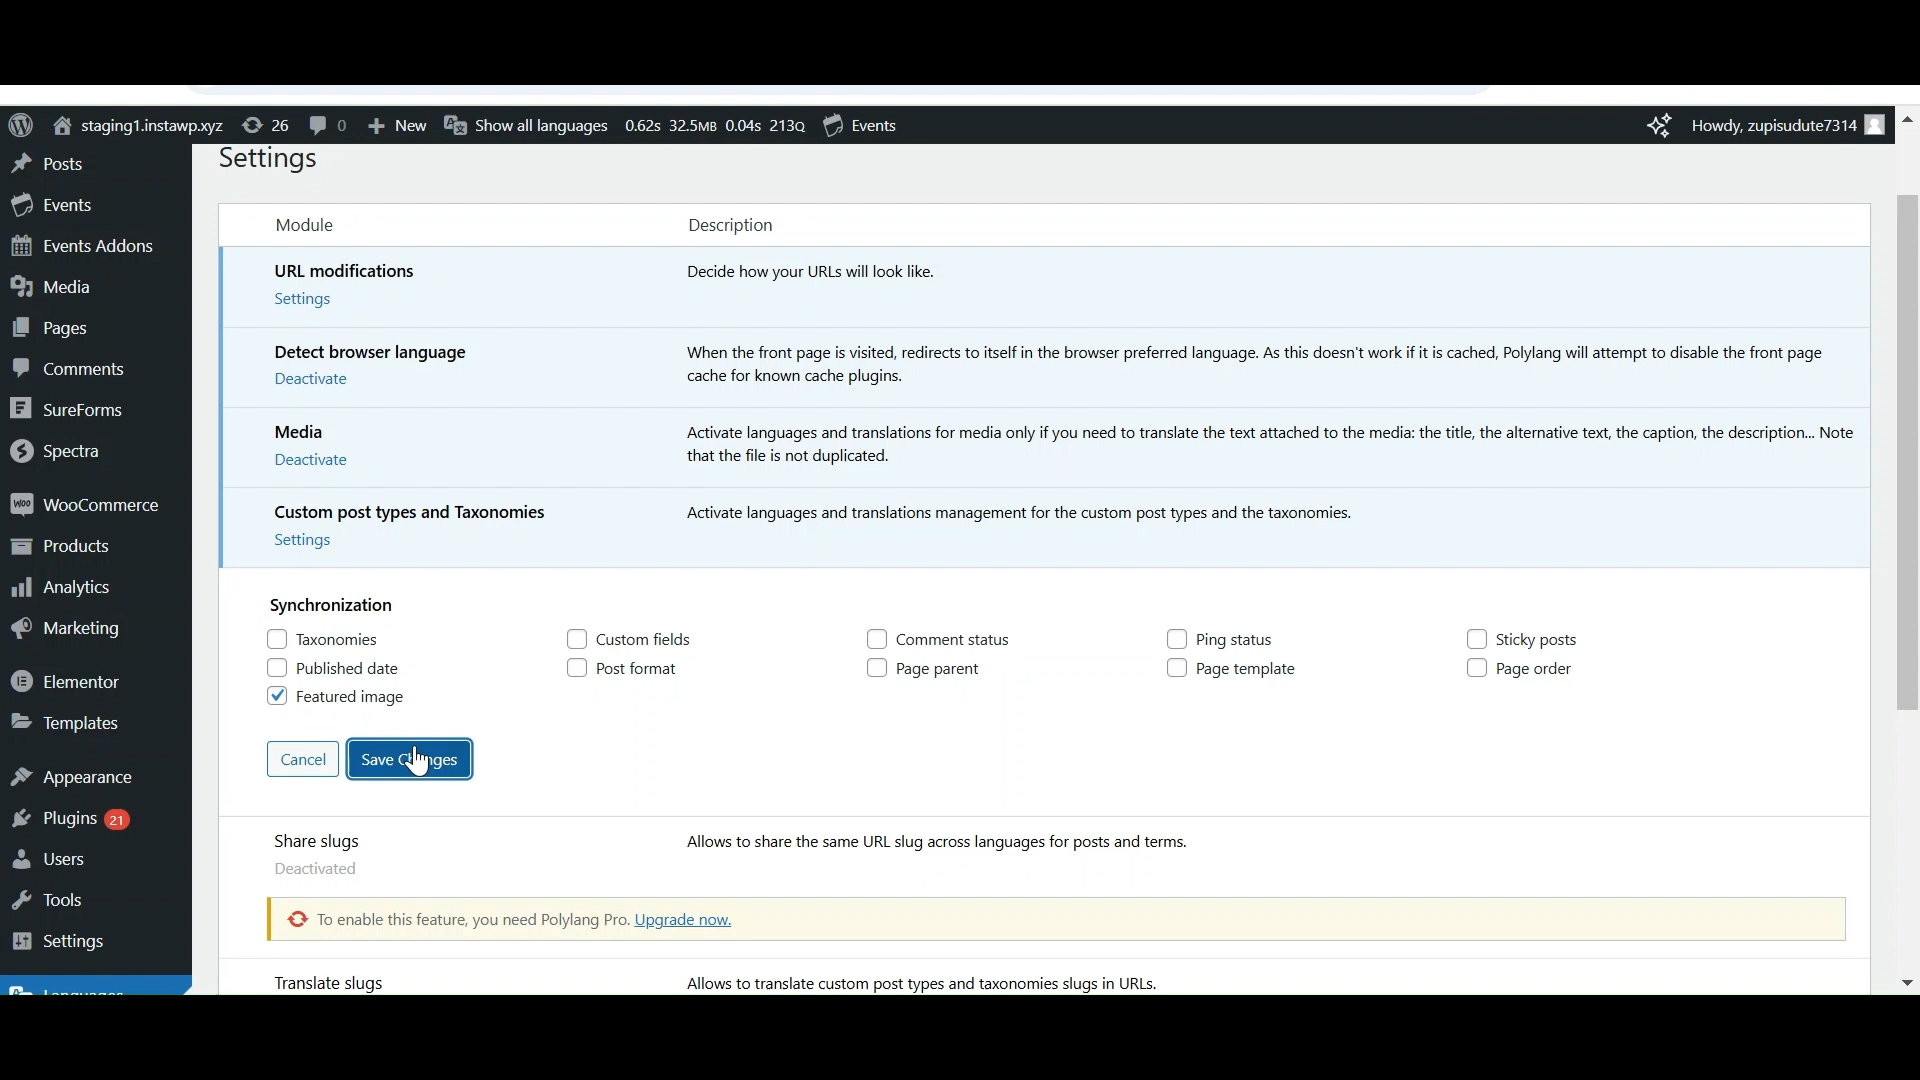 staging1.instawp.xyz 26 0 New Show all languages 0.62s 32.5MB 0.04s 213Q Events Howdy, zupisudute7314
Posts
Events
Events Addons
Media
Pages
Comments
SureForms
Spectra
WooCommerce
Products
Analytics
Marketing
Elementor
Templates
Appearance
Plugins 21
Users
Tools
Settings
Languages
Settings
Module Description
URL modifications Decide how your URLs will look like.
Settings
Detect browser language When the front page is visited, redirects to itself in the browser preferred language. As this doesn't work if it is cached, Polylang will attempt to disable the front page
Deactivate cache for known cache plugins.
Media Activate languages and translations for media only if you need to translate the text attached to the media: the title, the alternative text, the caption, the description... Note
Deactivate that the file is not duplicated.
Custom post types and Taxonomies Activate languages and translations management for the custom post types and the taxonomies.
Settings
Synchronization
Taxonomies Custom fields Comment status Ping status Sticky posts
Published date Post format Page parent Page template Page order
Featured image
Cancel Save Changes
Share slugs Allows to share the same URL slug across languages for posts and terms.
Deactivated
To enable this feature, you need Polylang Pro. Upgrade now.
Translate slugs Allows to translate custom post types and taxonomies slugs in URLs.